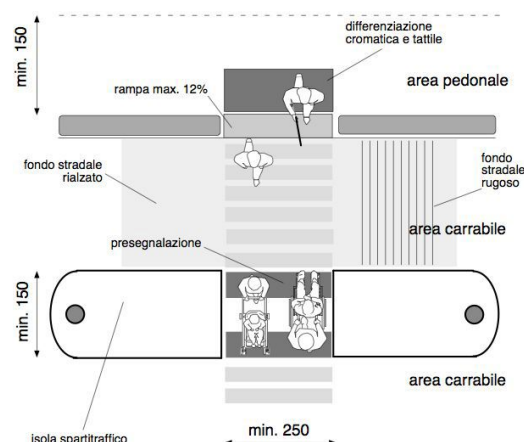 min. 150
differenziazione
cromatica e tattile
rampa max. 12%
area pedonale
fondo stradale
rialzato
fondo
stradale
rugoso
area carrabile
presegnalazione
min. 150
area carrabile
min. 250
isola spartitraffico